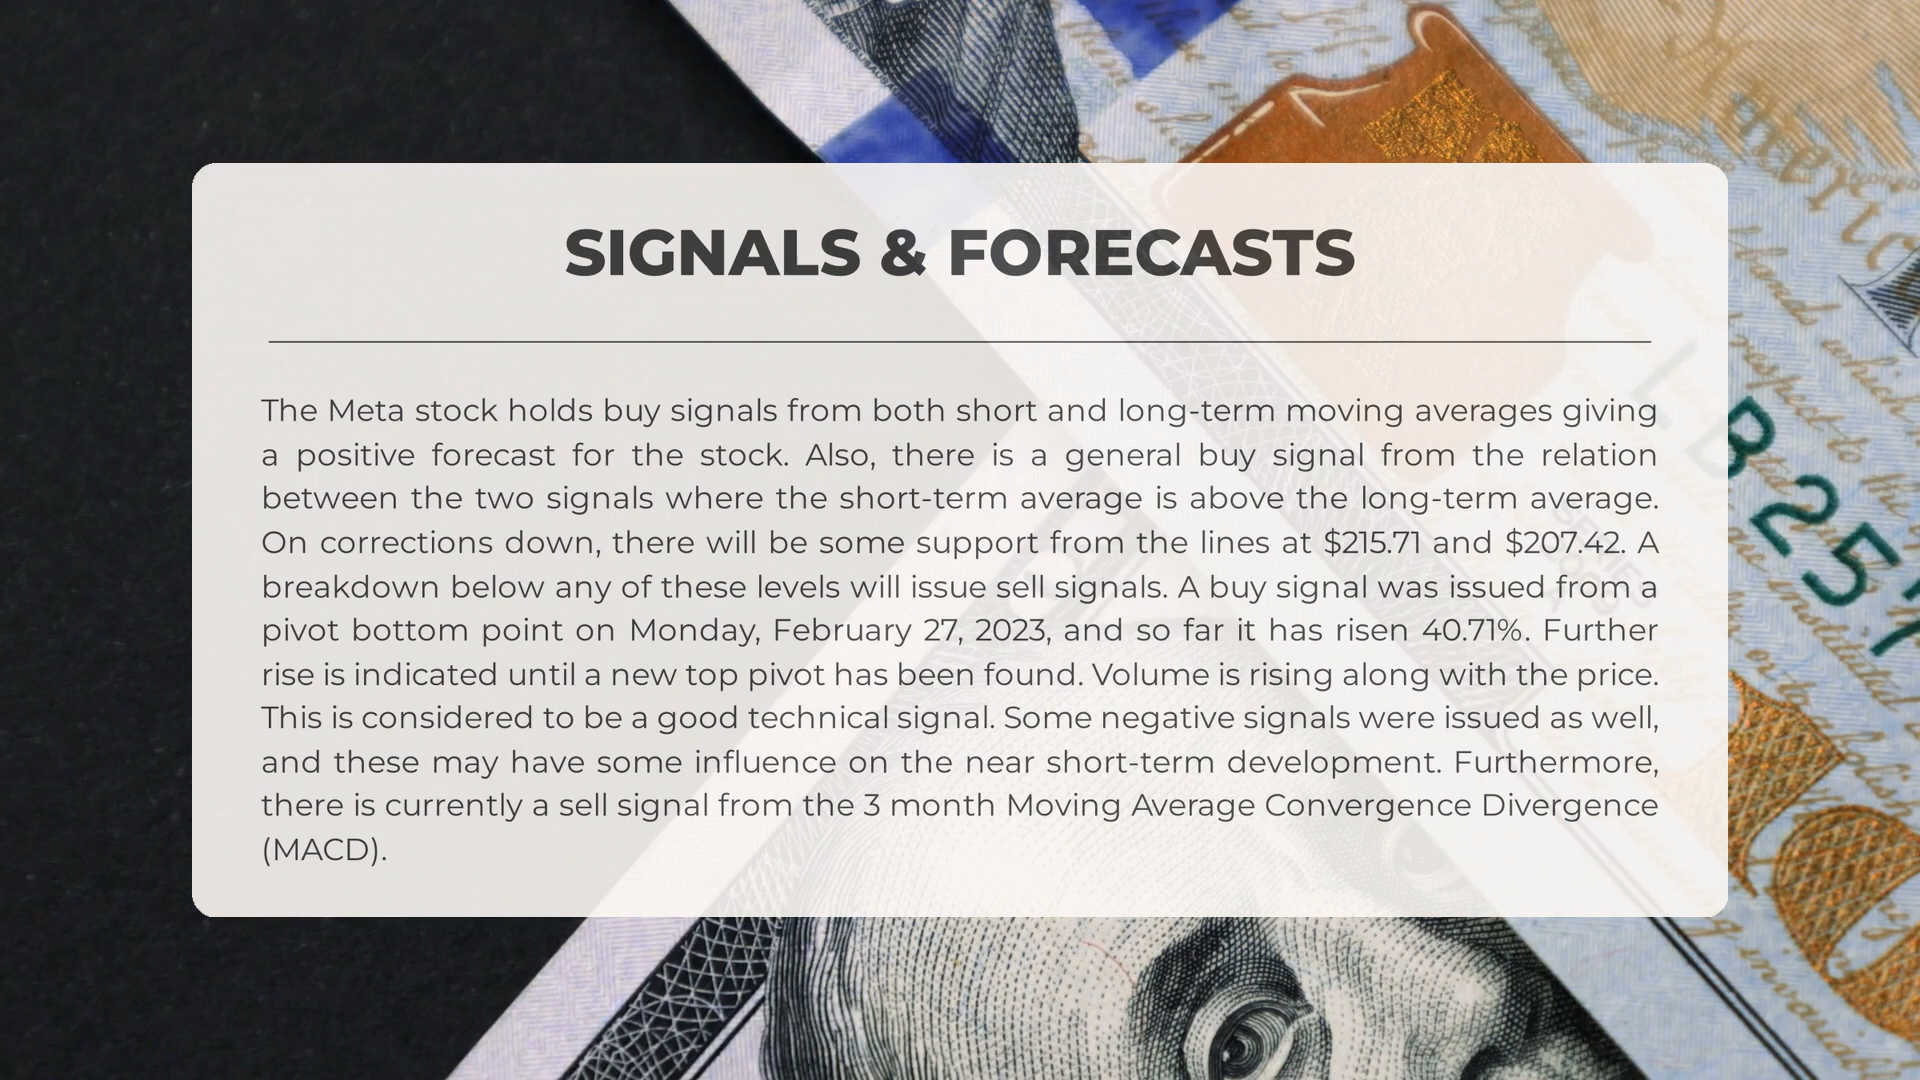 SIGNALS & FORECASTS
The Meta stock holds buy signals from both short and long-term moving averages giving
a positive forecast for the stock. Also, there is a general buy signal from the relation
between the two signals where the short-term average is above the long-term average.
On corrections down, there will be some support from the lines at $215.71 and $207.42. A
breakdown below any of these levels will issue sell signals. A buy signal was issued from a
pivot bottom point on Monday, February 27, 2023, and so far it has risen 40.71%. Further
rise is indicated until a new top pivot has been found. Volume is rising along with the price.
This is considered to be a good technical signal. Some negative signals were issued as well,
and these may have some influence on the near short-term development. Furthermore,
there is currently a sell signal from the 3 month Moving Average Convergence Divergence
(MACD).